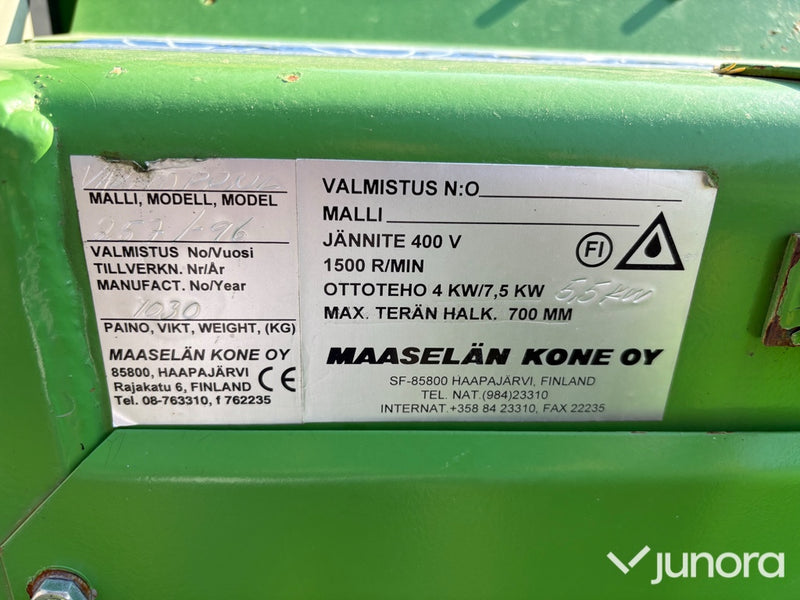 MALLI, MODELL, MODEL
257/-96
VALMISTUS No/Vuosi
TILLVERKN. Nr/År
MANUFACT. No/Year
1030
PAINO, VIKT, WEIGHT, (KG)
MAASELÄN KONE OY
85800, HAAPAJÄRVI
Rajakatu 6, FINLAND CE
Tel. 08-763310, f 762235
VALMISTUS N:O
MALLI
JÄNNITE 400 V
FI
1500 R/MIN
OTTOTEHO 4 KW/7,5 KW 5,5 KW
MAX. TERÄN HALK. 700 MM
MAASELÄN KONE OY
SF-85800 HAAPAJÄRVI, FINLAND
TEL. NAT.(984)23310
INTERNAT.+358 84 23310, FAX 22235
junora